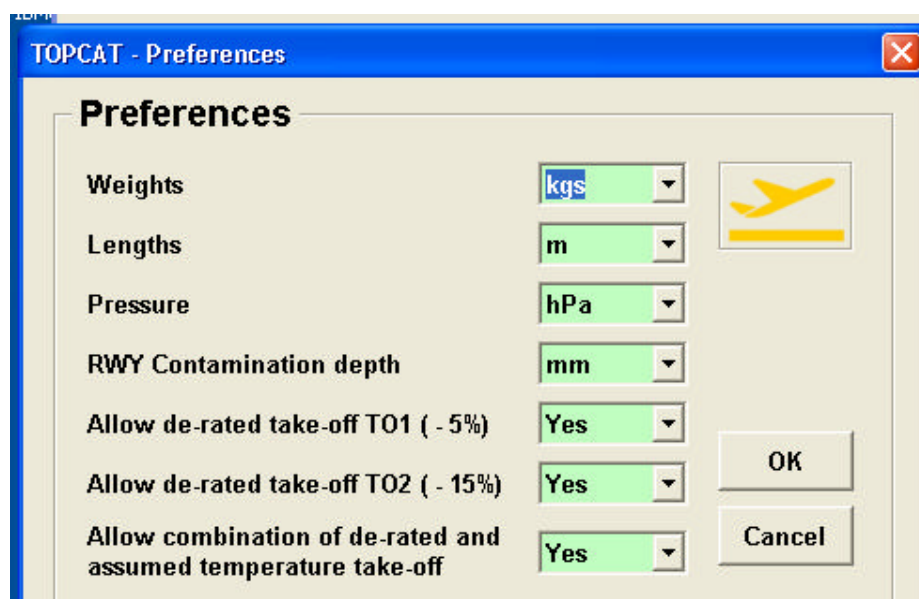 TOPCAT - Preferences
Preferences
Weights kgs
Lengths m
Pressure hPa
RWY Contamination depth mm
Allow de-rated take-off TO1 ( - 5%) Yes
Allow de-rated take-off TO2 ( - 15%) Yes
OK
Allow combination of de-rated and
assumed temperature take-off Yes
Cancel